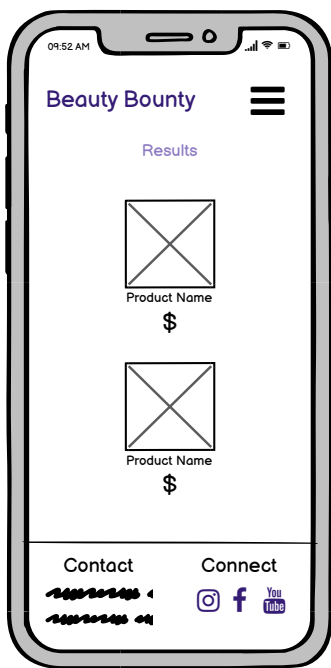 09:52 AM
Beauty Bounty
Results
Product Name
$
Product Name
$
Contact Connect
You
Tube